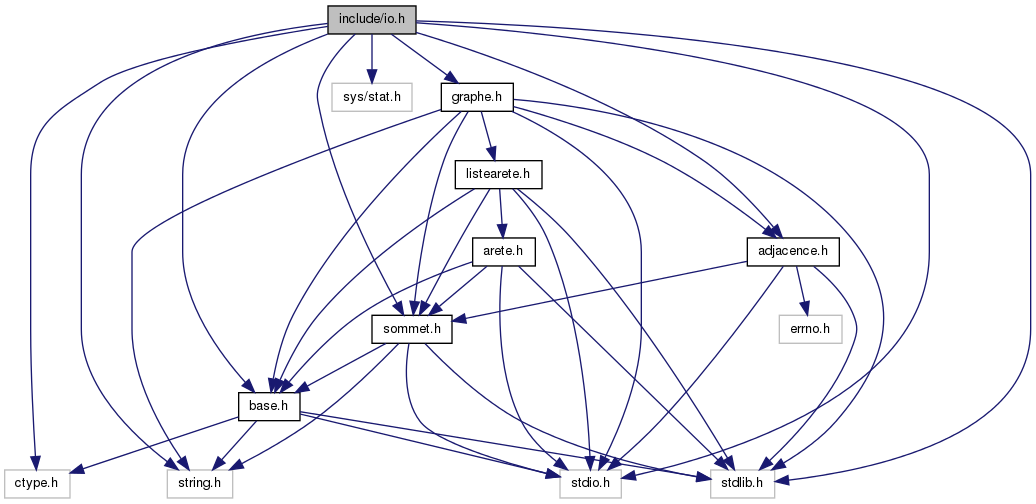 include/io.h
sys/stat.h
graphe.h
listearete.h
arete.h
adjacence.h
sommet.h
errno.h
base.h
ctype.h
string.h
stdio.h
stdlib.h